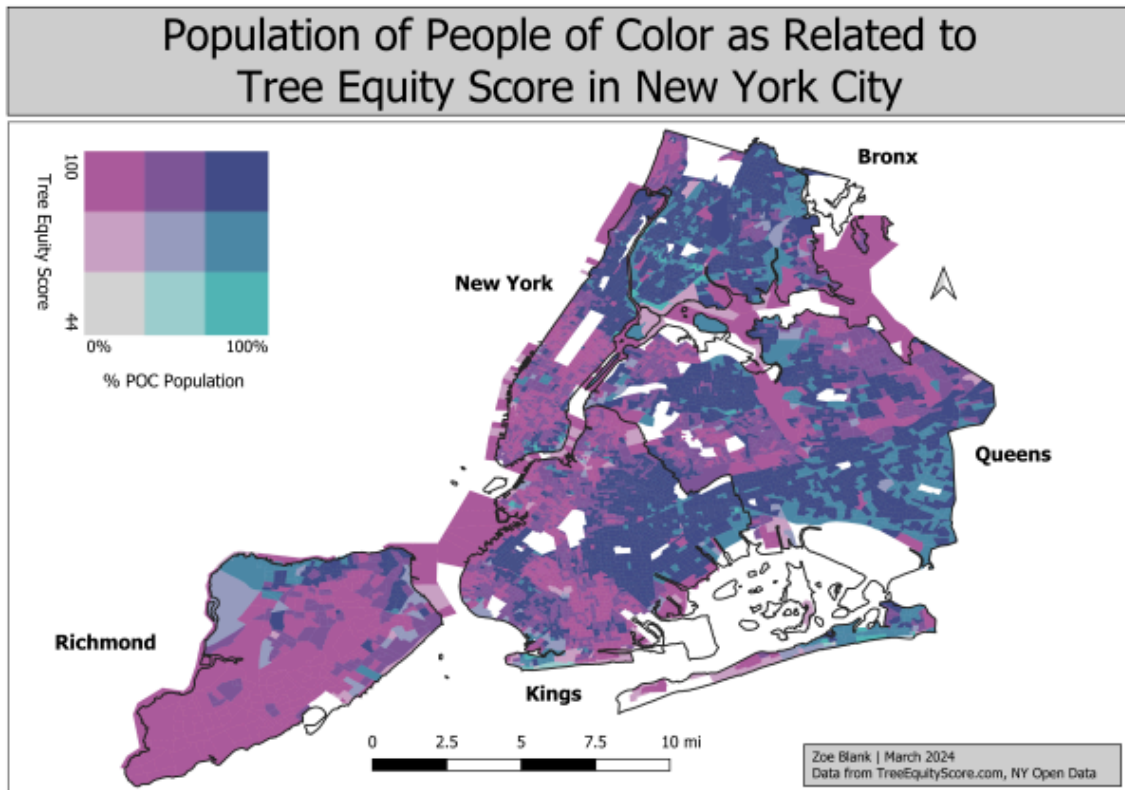 Population of People of Color as Related to
Tree Equity Score in New York City
100
Tree Equity Score
44
0%
100%
% POC Population
Bronx
New York
Queens
Richmond
Kings
0
2.5
5
7.5
10 mi
Zoe Blank | March 2024
Data from TreeEquityScore.com, NY Open Data